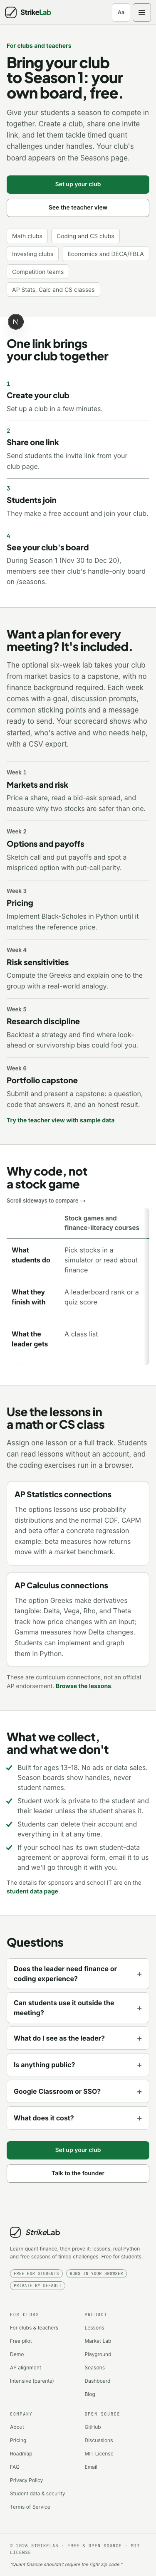 StrikeLab
Aa
For clubs and teachers
Bring your club
to Season 1: your
own board, free.
Give your students a season to compete in
together. Create a club, share one invite
link, and let them tackle timed quant
challenges under individual handles. Your
club's board appears on the Seasons page.
Set up your club
See the teacher view
Math clubs
Coding and CS clubs
Investing clubs
Economics and DECA/FBLA
Competition teams
AP Stats, Calc and CS classes
N
One link brings
your club together
1
Create your club
Set up a club in a few minutes.
2
Share one link
Send students the invite link from your
club page.
3
Students join
They make a free account and join your club.
4
See your club's board
During Season 1 (Nov 30 to Dec 20),
members see their club's handle-only board
on /seasons.
Want a plan for every
meeting? It's included.
The optional six-week lab takes your club
from market basics to a capstone, with no
finance background required. Each week
comes with a goal, discussion prompts,
common sticking points and a message
ready to send. Your scorecard shows who
started, who's active and who needs help,
with a CSV export.
Week 1
Markets and risk
Price a share, read a bid-ask spread, and
measure why two stocks are safer than one.
Week 2
Options and payoffs
Sketch call and put payoffs and spot a
mispriced option with put-call parity.
Week 3
Pricing
Implement Black-Scholes in Python until it
matches the reference price.
Week 4
Risk sensitivities
Compute the Greeks and explain one to the
group with a real-world analogy.
Week 5
Research discipline
Backtest a strategy and find where look-
ahead or survivorship bias could fool you.
Week 6
Portfolio capstone
Submit and present a capstone: a question,
code that answers it, and an honest result.
Try the teacher view with sample data
Why code, not
a stock game
Scroll sideways to compare →
Stock games and
finance-literacy courses
What
students do
Pick stocks in a
simulator or read about
finance
What they
finish with
A leaderboard rank or a
quiz score
What the
leader gets
A class list
Use the lessons in
a math or CS class
Assign one lesson or a full track. Students
can read lessons without an account, and
the coding exercises run in a browser.
AP Statistics connections
The options lessons use probability
distributions and the normal CDF. CAPM
and beta offer a concrete regression
example: beta measures how returns
move with a market benchmark.
AP Calculus connections
The option Greeks make derivatives
tangible: Delta, Vega, Rho, and Theta
track how price changes with an input;
Gamma measures how Delta changes.
Students can implement and graph
them in Python.
These are curriculum connections, not an official
AP endorsement. Browse the lessons.
What we collect,
and what we don't
Built for ages 13–18. No ads or data sales.
Season boards show handles, never
student names.
Student work is private to the student and
their leader unless the student shares it.
Students can delete their account and
everything in it at any time.
If your school has its own student-data
agreement or approval form, email it to us
and we'll go through it with you.
The details for sponsors and school IT are on the
student data page.
Questions
Does the leader need finance or
coding experience?
+
Can students use it outside the
meeting?
+
What do I see as the leader?
+
Is anything public?
+
Google Classroom or SSO?
+
What does it cost?
+
Set up your club
Talk to the founder
StrikeLab
Learn quant finance, then prove it: lessons, real Python
and free seasons of timed challenges. Free for students.
FREE FOR STUDENTS
RUNS IN YOUR BROWSER
PRIVATE BY DEFAULT
FOR CLUBS
For clubs & teachers
Free pilot
Demo
AP alignment
Intensive (parents)
PRODUCT
Lessons
Market Lab
Playground
Seasons
Dashboard
Blog
COMPANY
About
Pricing
Roadmap
FAQ
Privacy Policy
Student data & security
Terms of Service
OPEN SOURCE
GitHub
Discussions
MIT License
Email
© 2026 STRIKELAB · FREE & OPEN SOURCE · MIT
LICENSE
"Quant finance shouldn't require the right zip code."